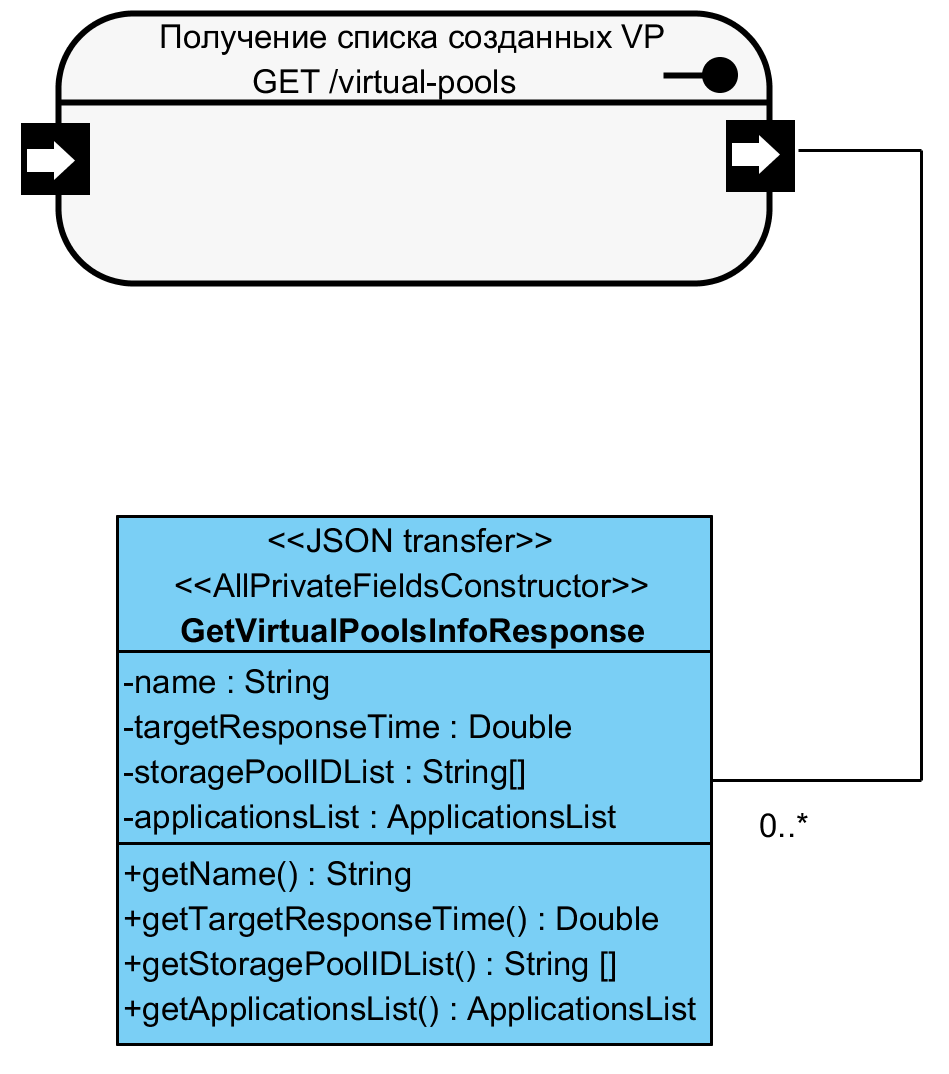 Получение списка созданных VP
GET /virtual-pools
<<JSON transfer>>
<<AllPrivateFieldsConstructor>>
GetVirtualPoolsInfoResponse
-name : String
-targetResponseTime : Double
-storagePoolIDList : String[]
-applicationsList : ApplicationsList
0..*
+getName() : String
+getTargetResponseTime() : Double
+getStoragePoolIDList() : String []
+getApplicationsList() : ApplicationsList